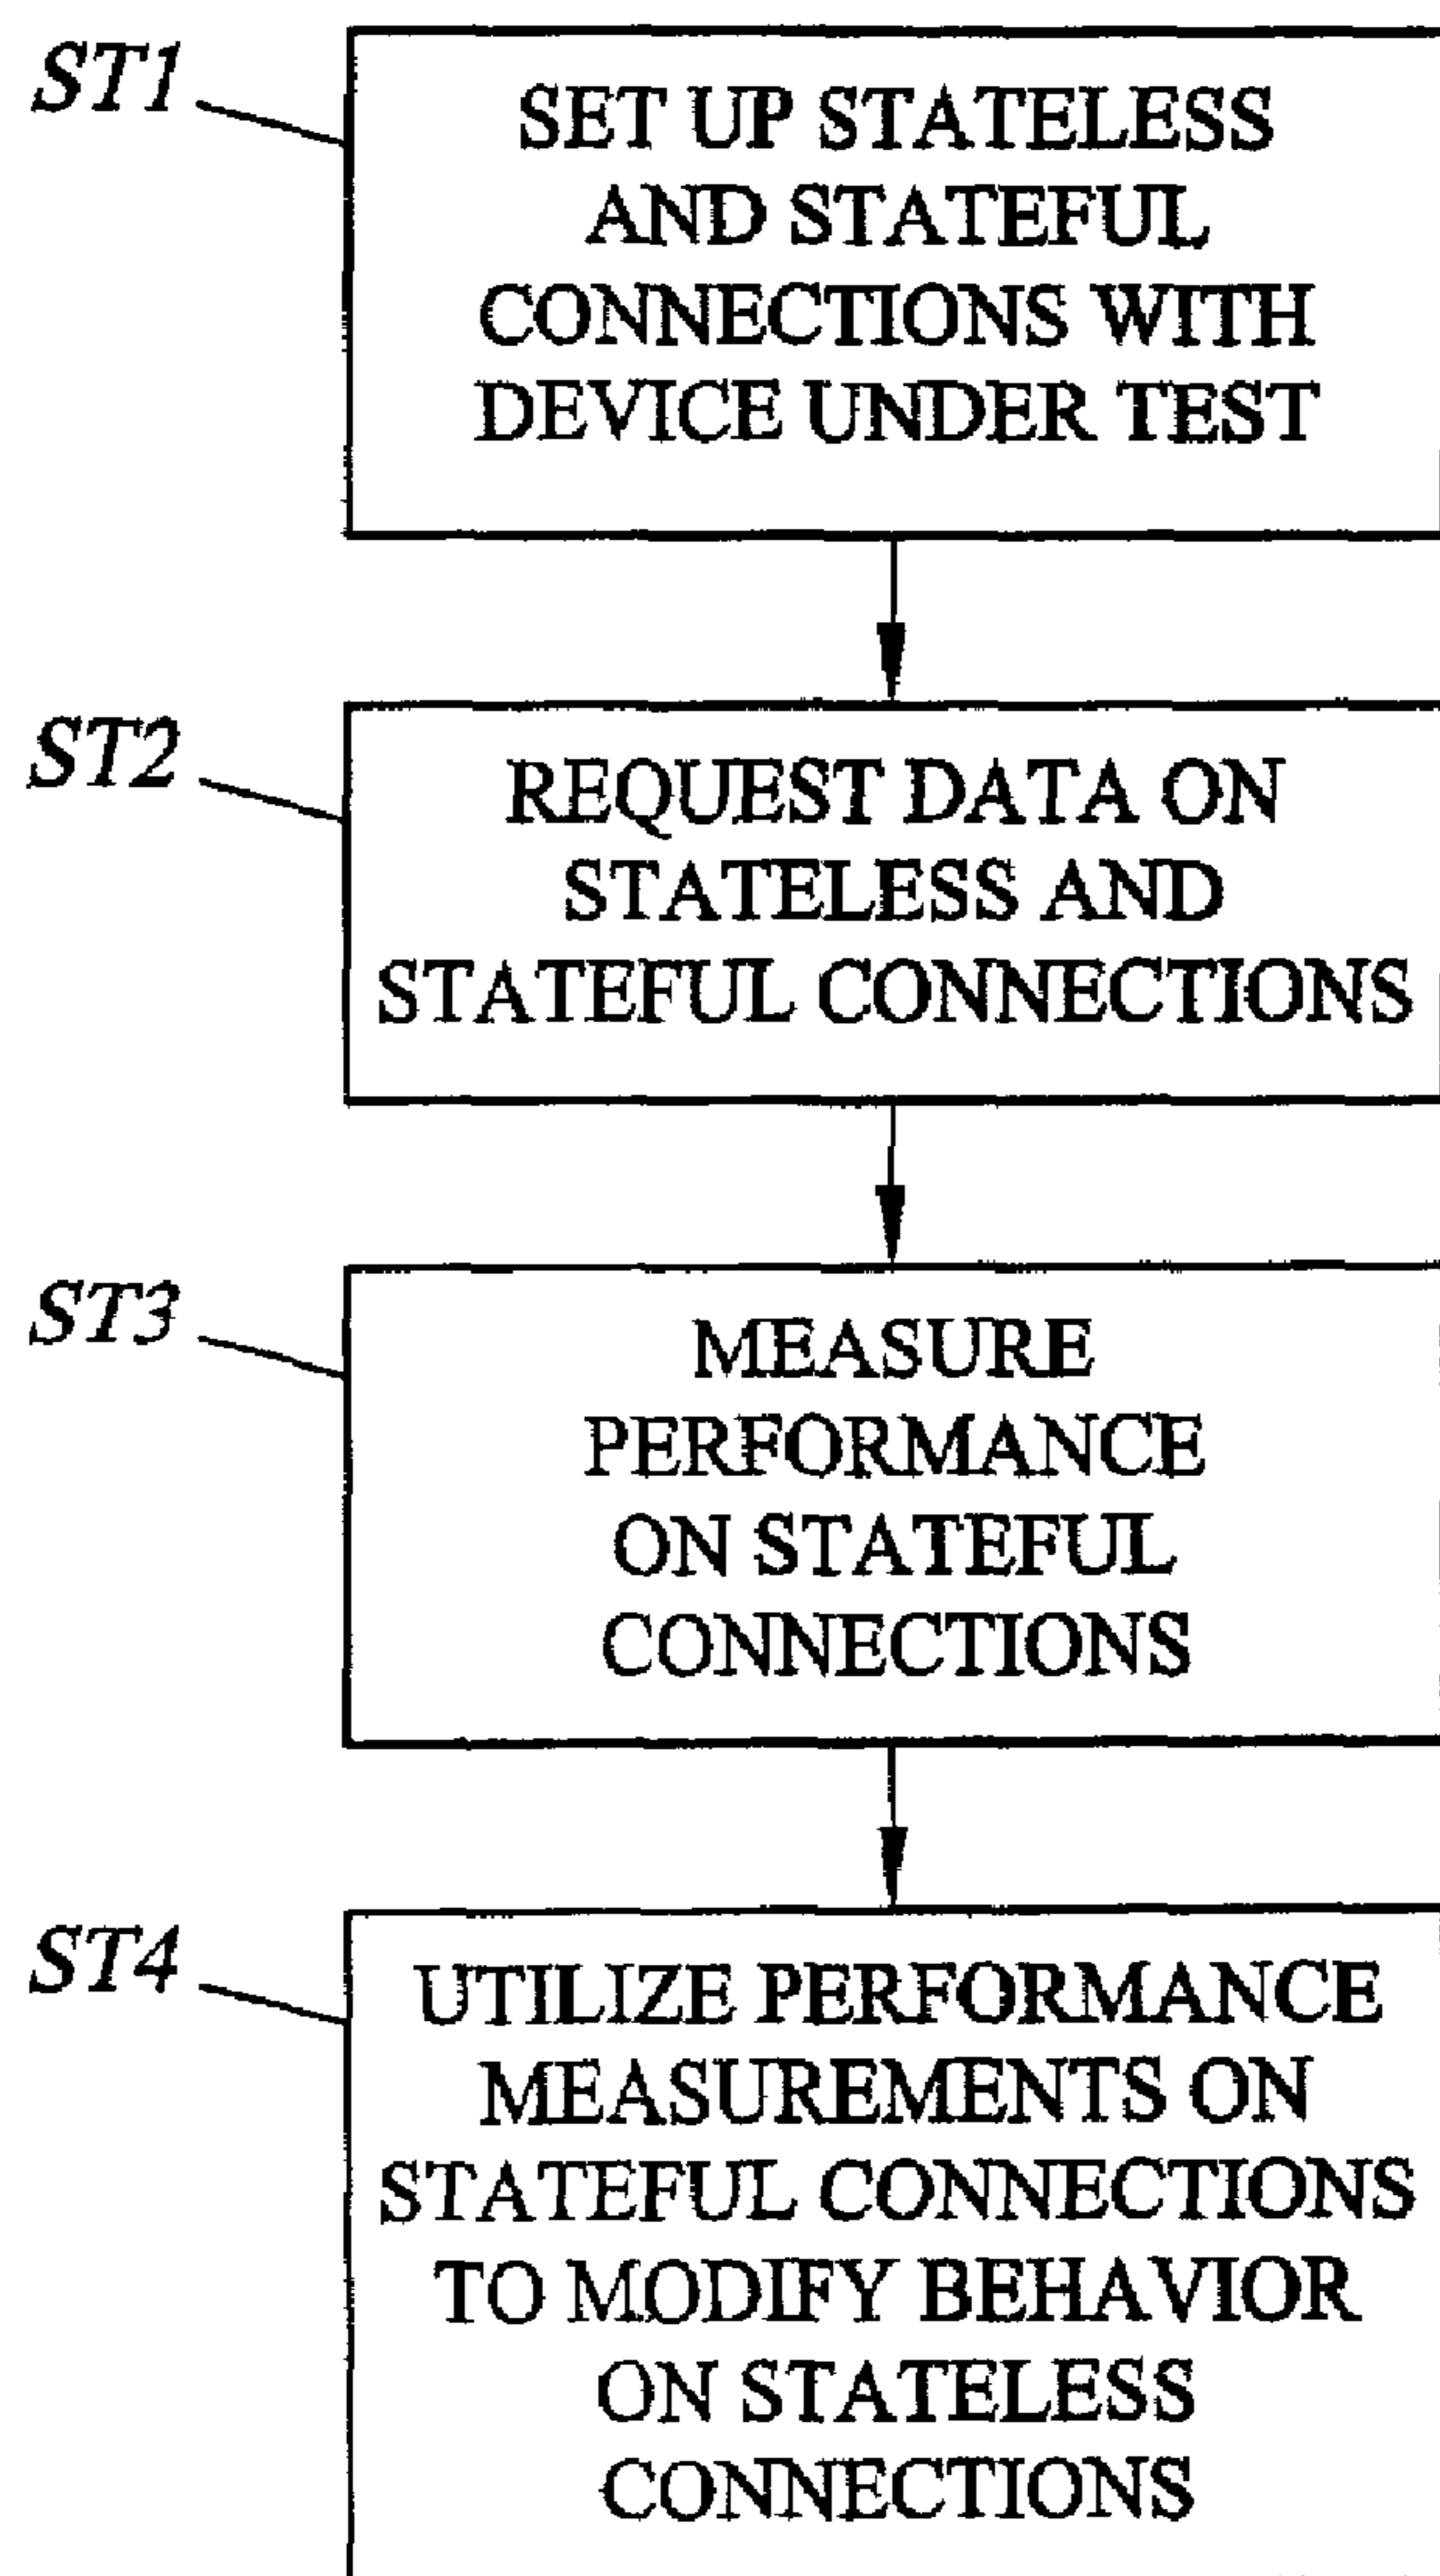 ST1
SET UP STATELESS
AND STATEFUL
CONNECTIONS WITH
DEVICE UNDER TEST
ST2
REQUEST DATA ON
STATELESS AND
STATEFUL CONNECTIONS
ST3
MEASURE
PERFORMANCE
ON STATEFUL
CONNECTIONS
ST4
UTILIZE PERFORMANCE
MEASUREMENTS ON
STATEFUL CONNECTIONS
TO MODIFY BEHAVIOR
ON STATELESS
CONNECTIONS